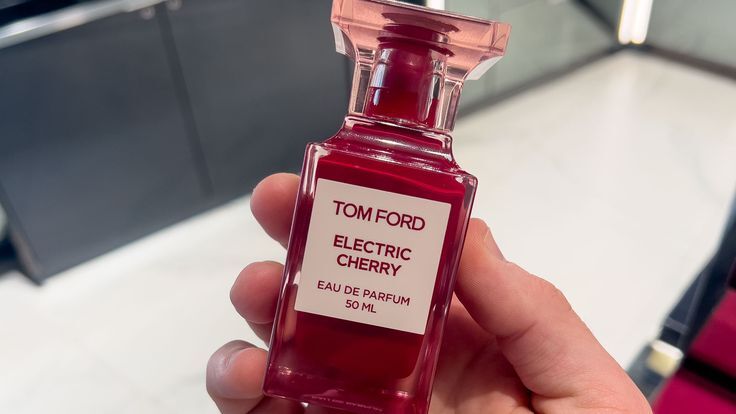 TOM FORD
ELECTRIC
CHERRY
EAU DE PARFUM
50 ML